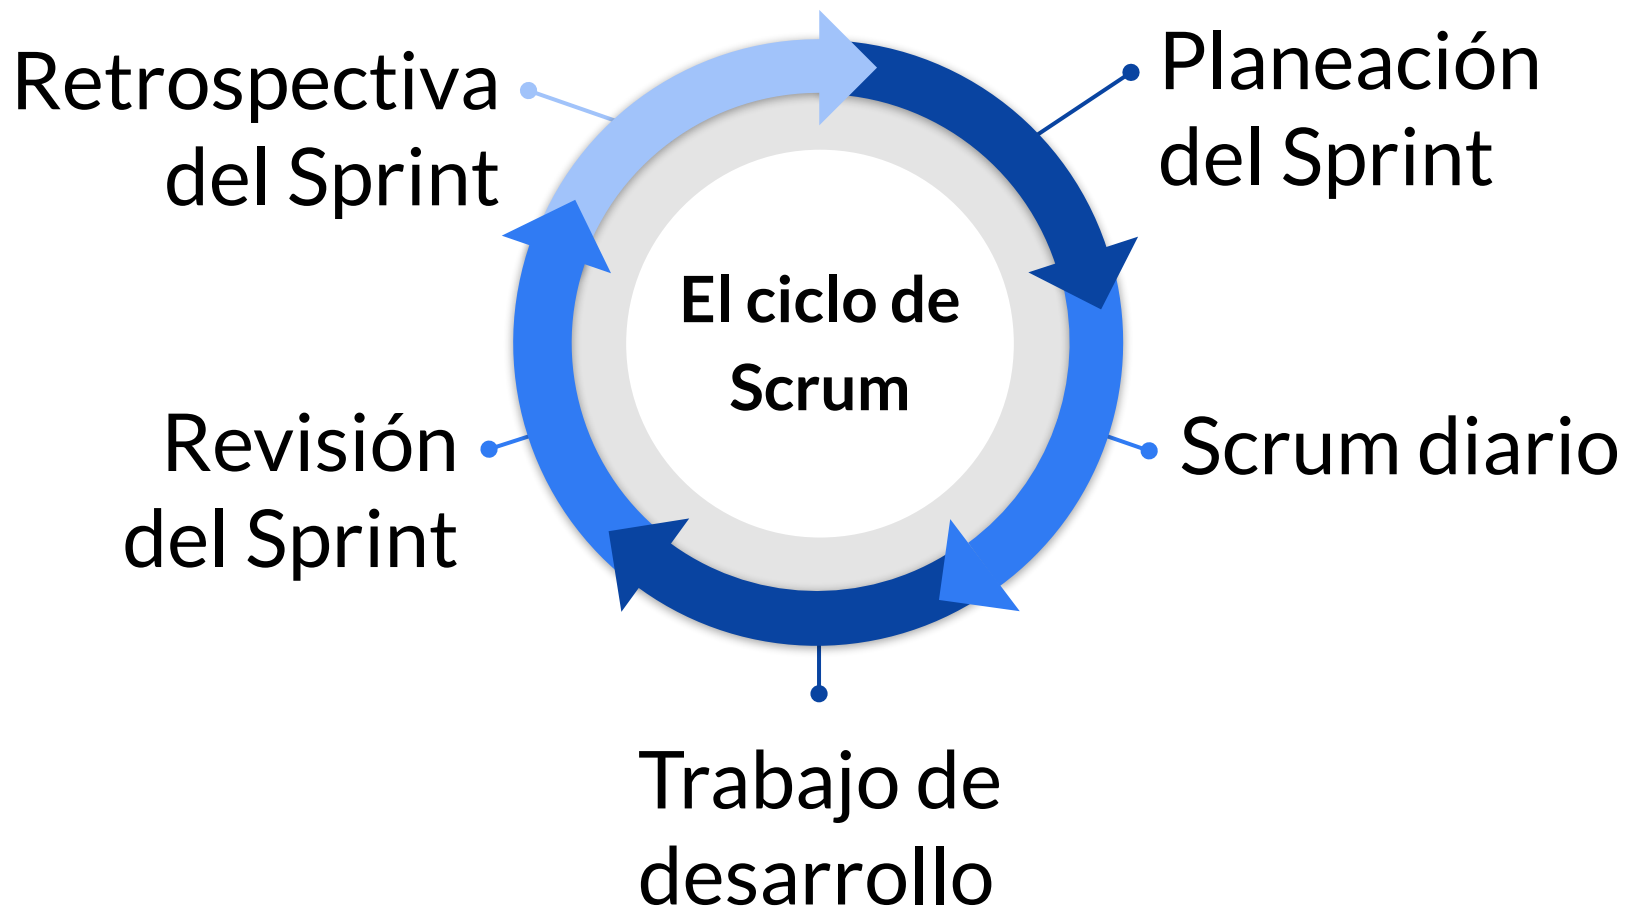 Retrospectiva
del Sprint
Planeación
del Sprint
El ciclo de
Scrum
Revisión
del Sprint
Scrum diario
Trabajo de
desarrollo